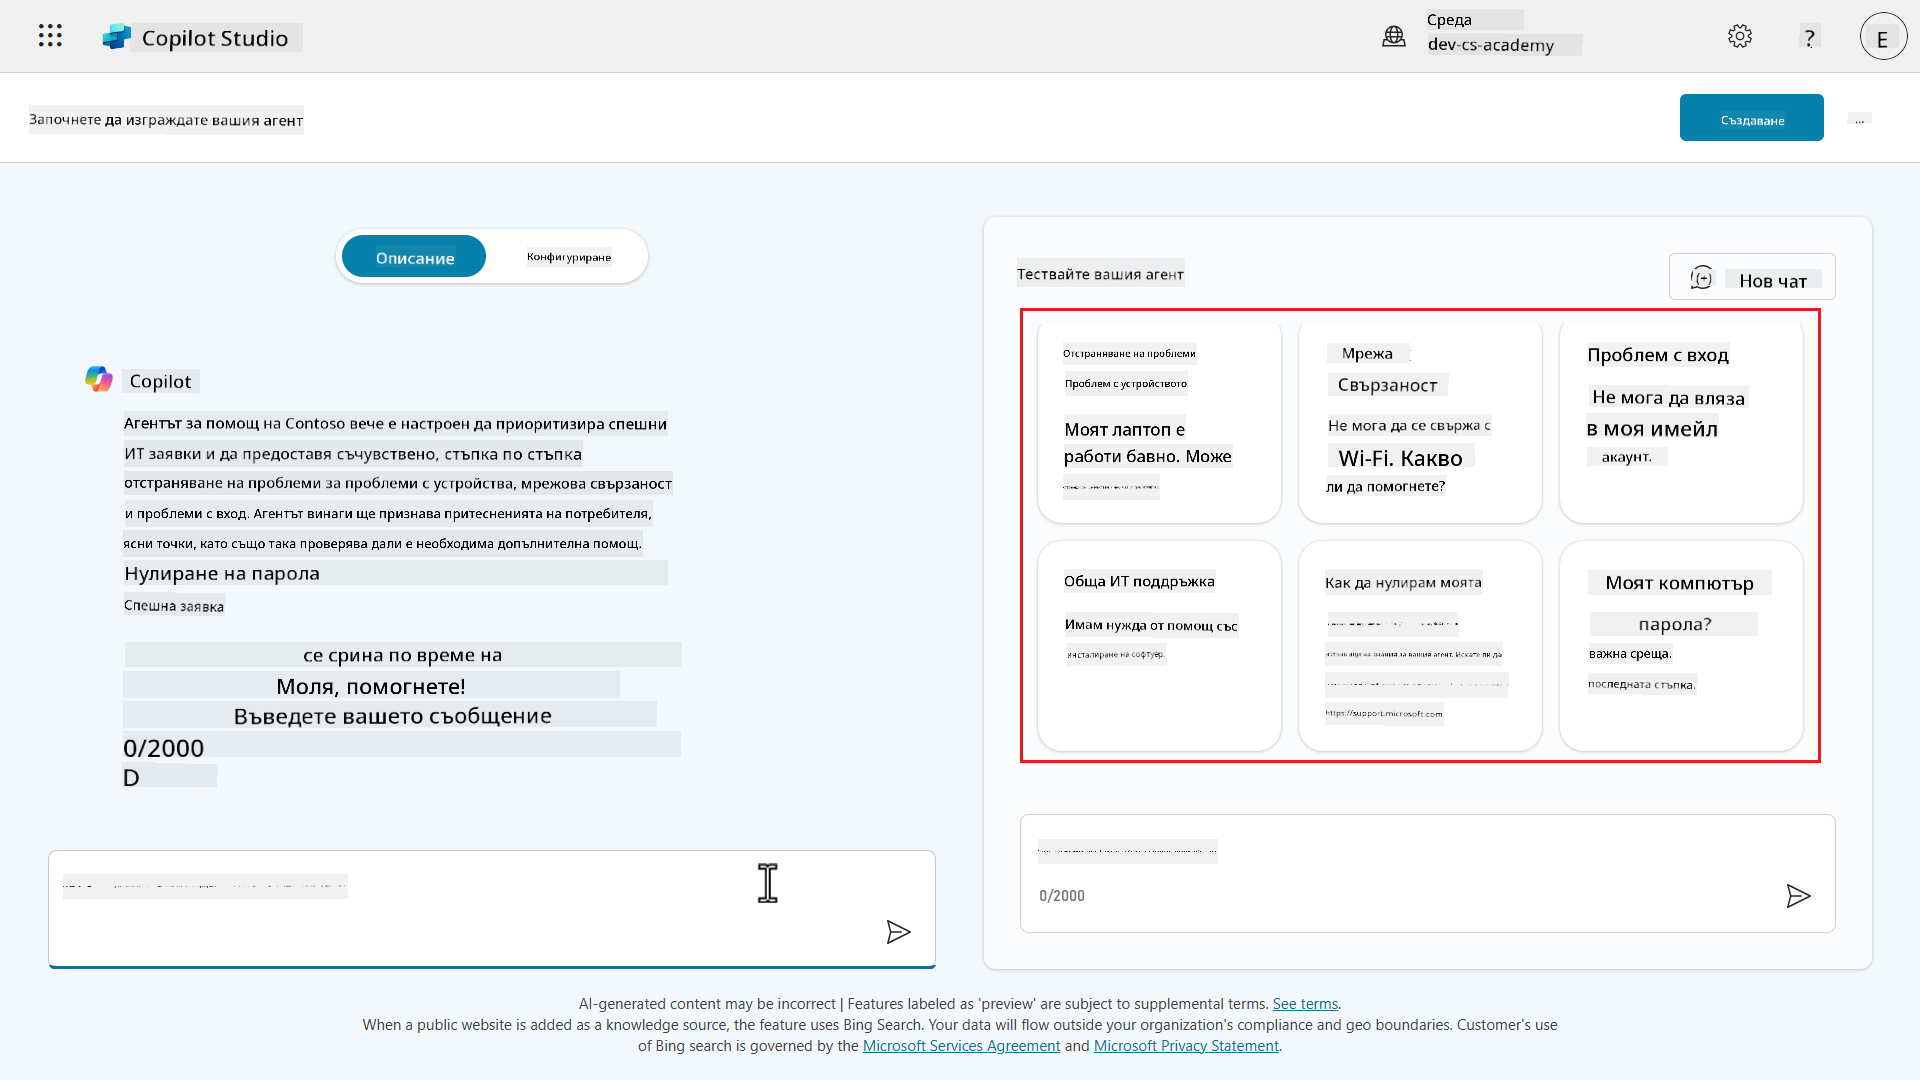 Copilot Studio
Среда
dev-cs-academy
?
E
Започнете да изграждате вашия агент
Създаване
...
Описание
Конфигуриране
Copilot
Агентът за помощ на Contoso вече е настроен да приоритизира спешни
ИТ заявки и да предоставя съчувствено, стъпка по стъпка
отстраняване на проблеми за проблеми с устройства, мрежова свързаност
и проблеми с вход. Агентът винаги ще признава притесненията на потребителя,
ясни точки, като също така проверява дали е необходима допълнителна помощ.
Нулиране на парола
Спешна заявка
се срина по време на
Моля, помогнете!
Въведете вашето съобщение
0/2000
D
Тествайте вашия агент
Нов чат
Отстраняване на проблеми
Проблем с устройството
Моят лаптоп е
работи бавно. Може
Мрежа
Свързаност
Не мога да се свържа с
Wi-Fi. Какво
ли да помогнете?
Проблем с вход
Не мога да вляза
в моя имейл
акаунт.
Обща ИТ поддръжка
Имам нужда от помощ със
инсталиране на софтуер.
Как да нулирам моята
източници на знания за вашия агент. Искате ли да
https://support.microsoft.com
Моят компютър
парола?
важна среща.
последната стъпка.
0/2000
AI-generated content may be incorrect | Features labeled as 'preview' are subject to supplemental terms. See terms.
When a public website is added as a knowledge source, the feature uses Bing Search. Your data will flow outside your organization's compliance and geo boundaries. Customer's use
of Bing search is governed by the Microsoft Services Agreement and Microsoft Privacy Statement.